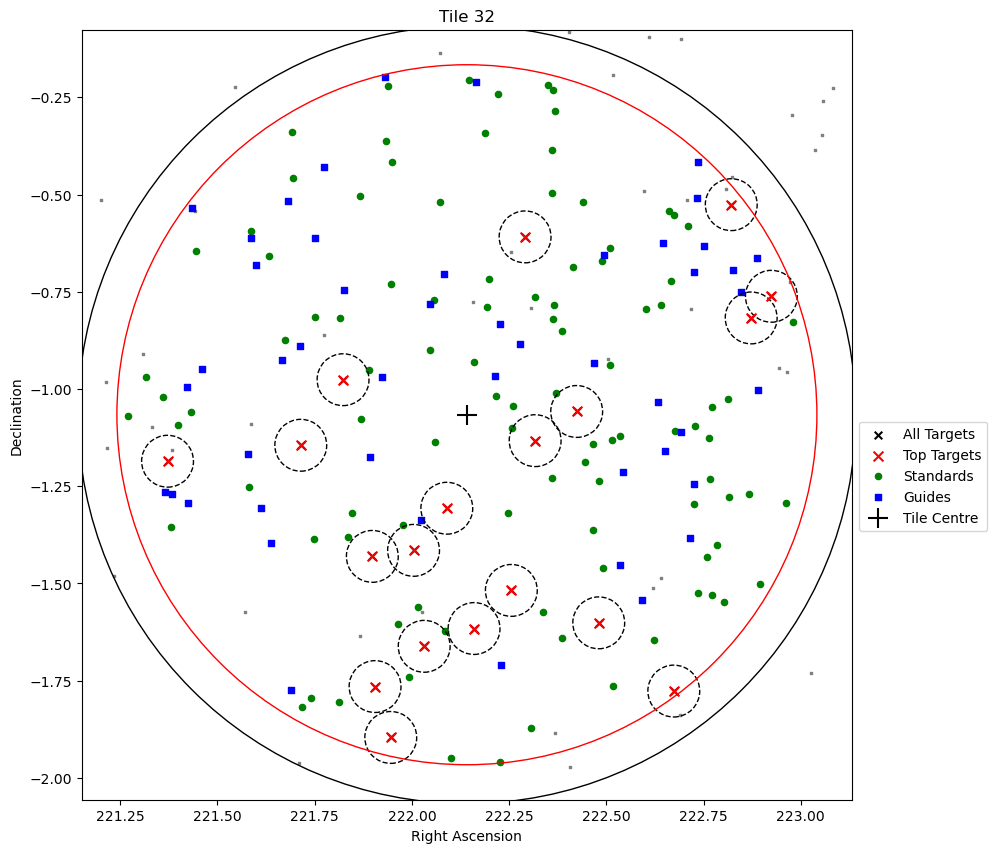 Tile 32
Declination
−0.25
−0.50
−0.75
−1.00
−1.25
−1.50
−1.75
−2.00
221.25
221.50
221.75
222.00
222.25
222.50
222.75
223.00
Right Ascension
All Targets
Top Targets
Standards
Guides
Tile Centre